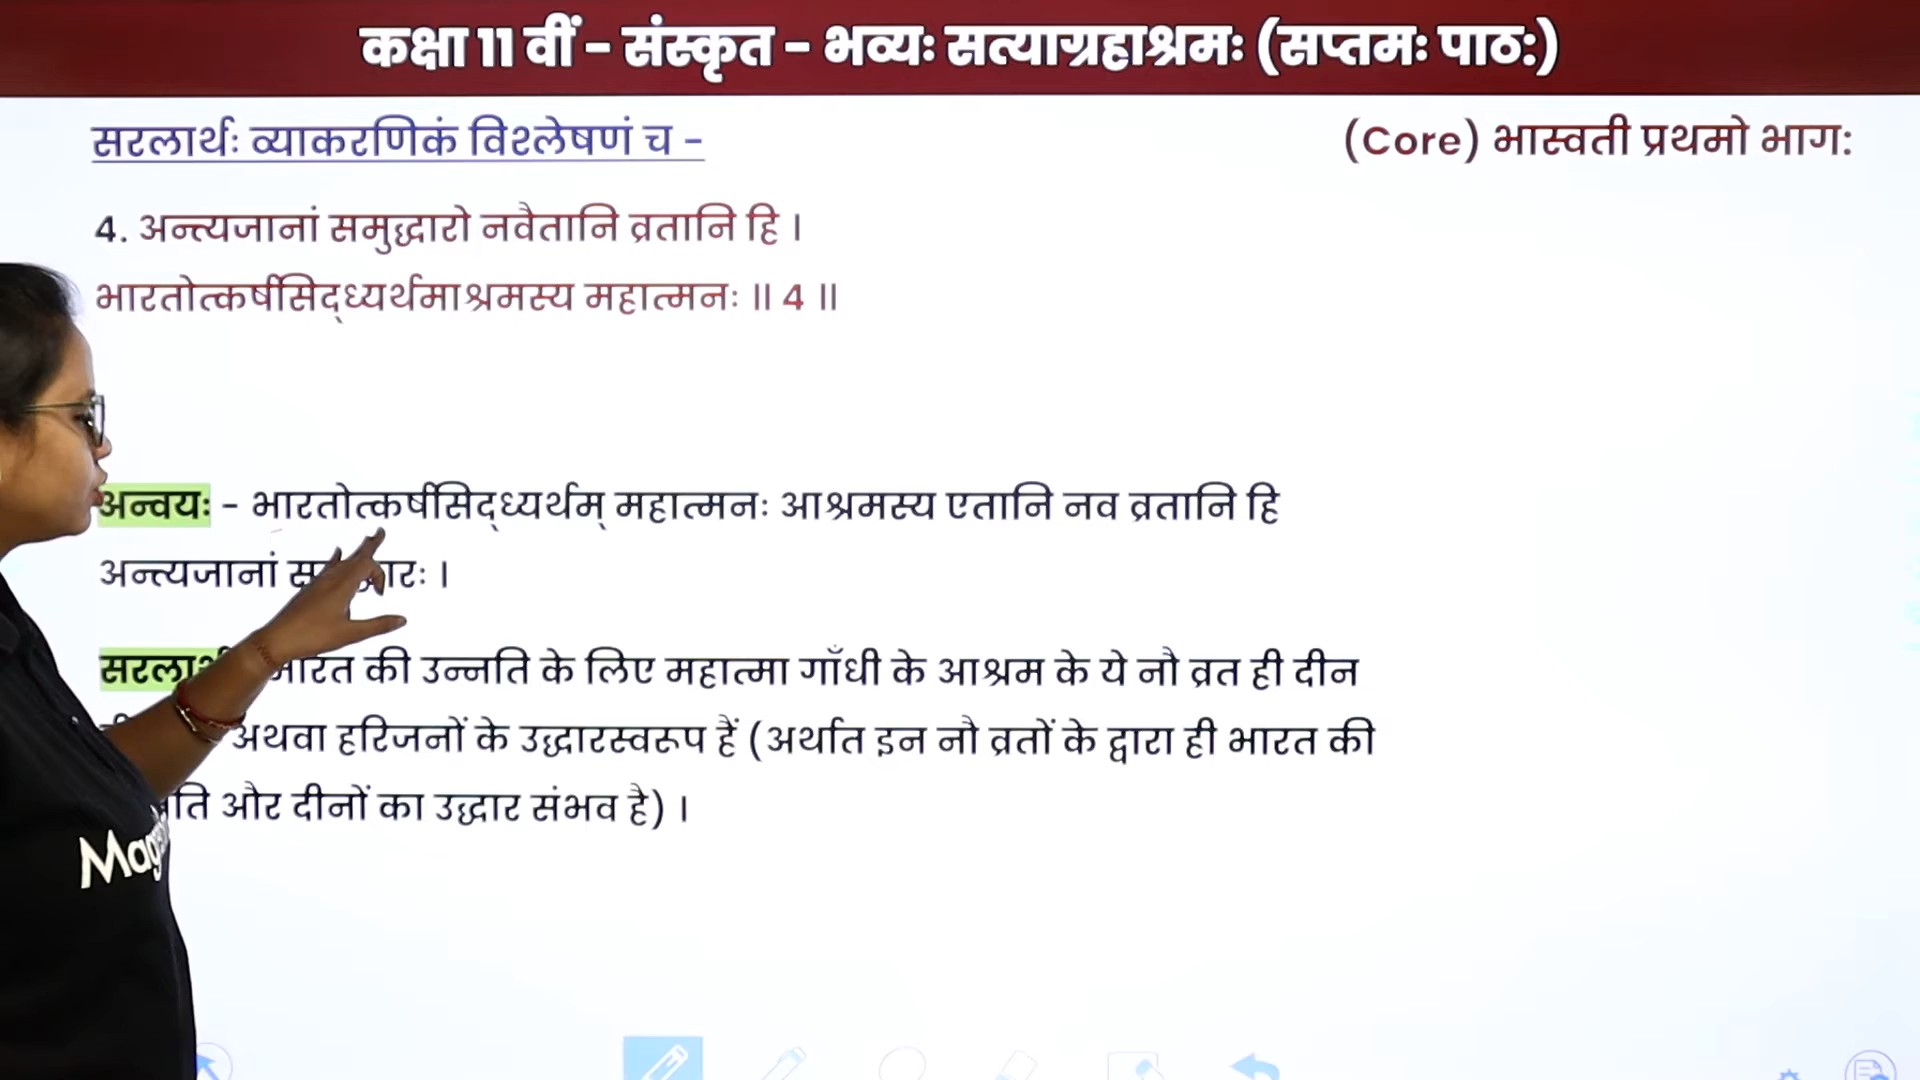 कक्षा 11 वीं - संस्कृत - भव्यः सत्याग्रहाश्रमः (सप्तमः पाठः)
सरलार्थः व्याकरणिकं विश्लेषणं च -
(Core) भास्वती प्रथमो भागः
4. अन्त्यजानां समुद्धारो नवैतानि व्रतानि हि ।
भारतोत्कर्षसिद्ध्यर्थमाश्रमस्य महात्मनः ॥ 4 ॥
अन्वयः - भारतोत्कर्षसिद्ध्यर्थम् महात्मनः आश्रमस्य एतानि नव व्रतानि हि
अन्त्यजानां
भारत की उन्नति के लिए महात्मा गाँधी के आश्रम के ये नौ व्रत ही दीन
अथवा हरिजनों के उद्धारस्वरूप हैं (अर्थात इन नौ व्रतों के द्वारा ही भारत की
और दीनों का उद्धार संभव है) ।